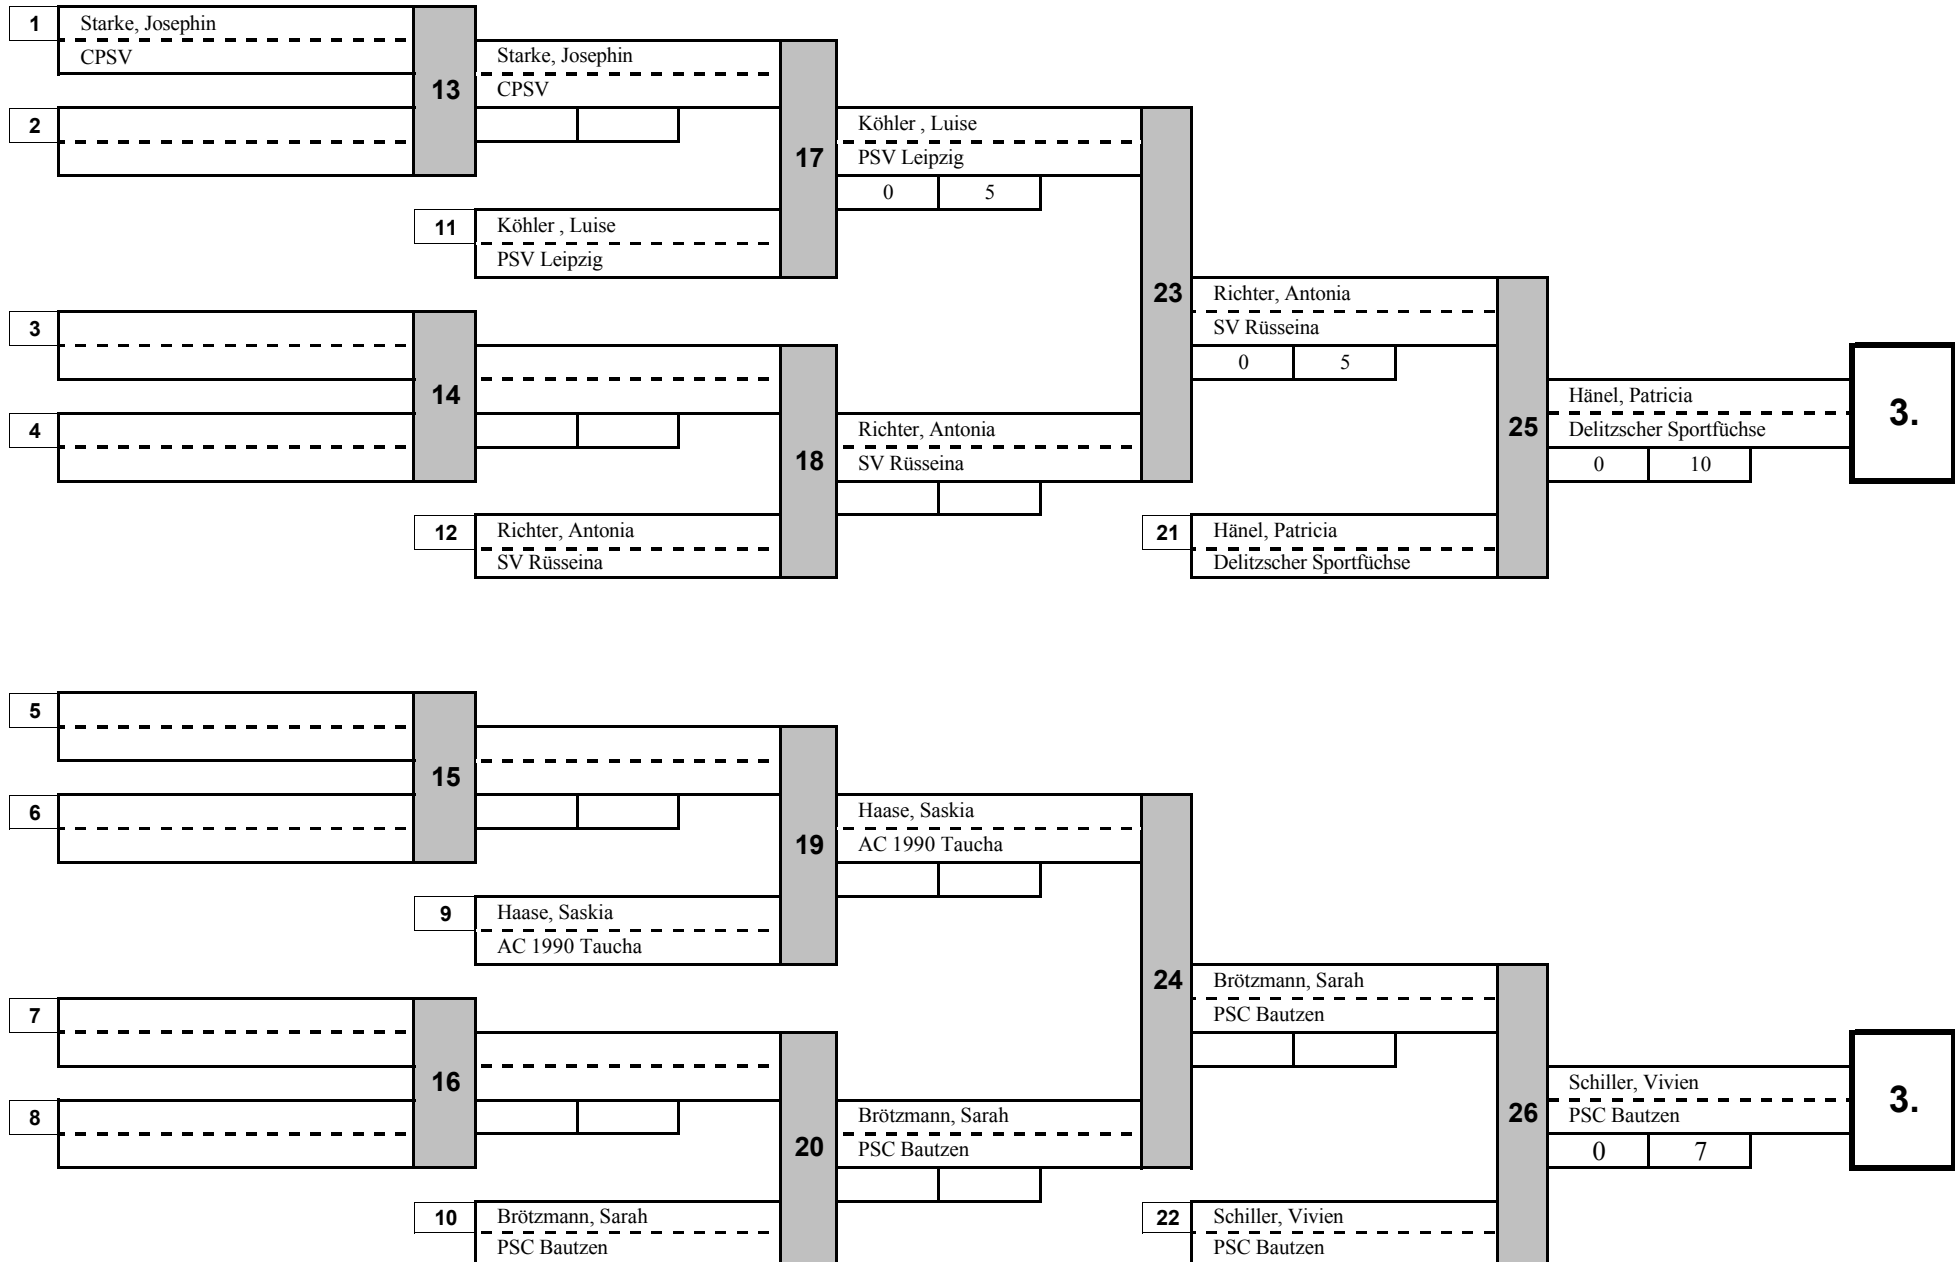 1
Starke, Josephin
CPSV
13
Starke, Josephin
CPSV
2
17
Köhler , Luise
PSV Leipzig
0 5
11
Köhler , Luise
PSV Leipzig
23
Richter, Antonia
SV Rüsseina
0 5
3
14
4
18
Richter, Antonia
SV Rüsseina
12
Richter, Antonia
SV Rüsseina
25
Hänel, Patricia
Delitzscher Sportfüchse
0 10
3.
21
Hänel, Patricia
Delitzscher Sportfüchse
5
15
6
19
Haase, Saskia
AC 1990 Taucha
9
Haase, Saskia
AC 1990 Taucha
24
Brötzmann, Sarah
PSC Bautzen
7
16
8
20
Brötzmann, Sarah
PSC Bautzen
10
Brötzmann, Sarah
PSC Bautzen
26
Schiller, Vivien
PSC Bautzen
0 7
3.
22
Schiller, Vivien
PSC Bautzen